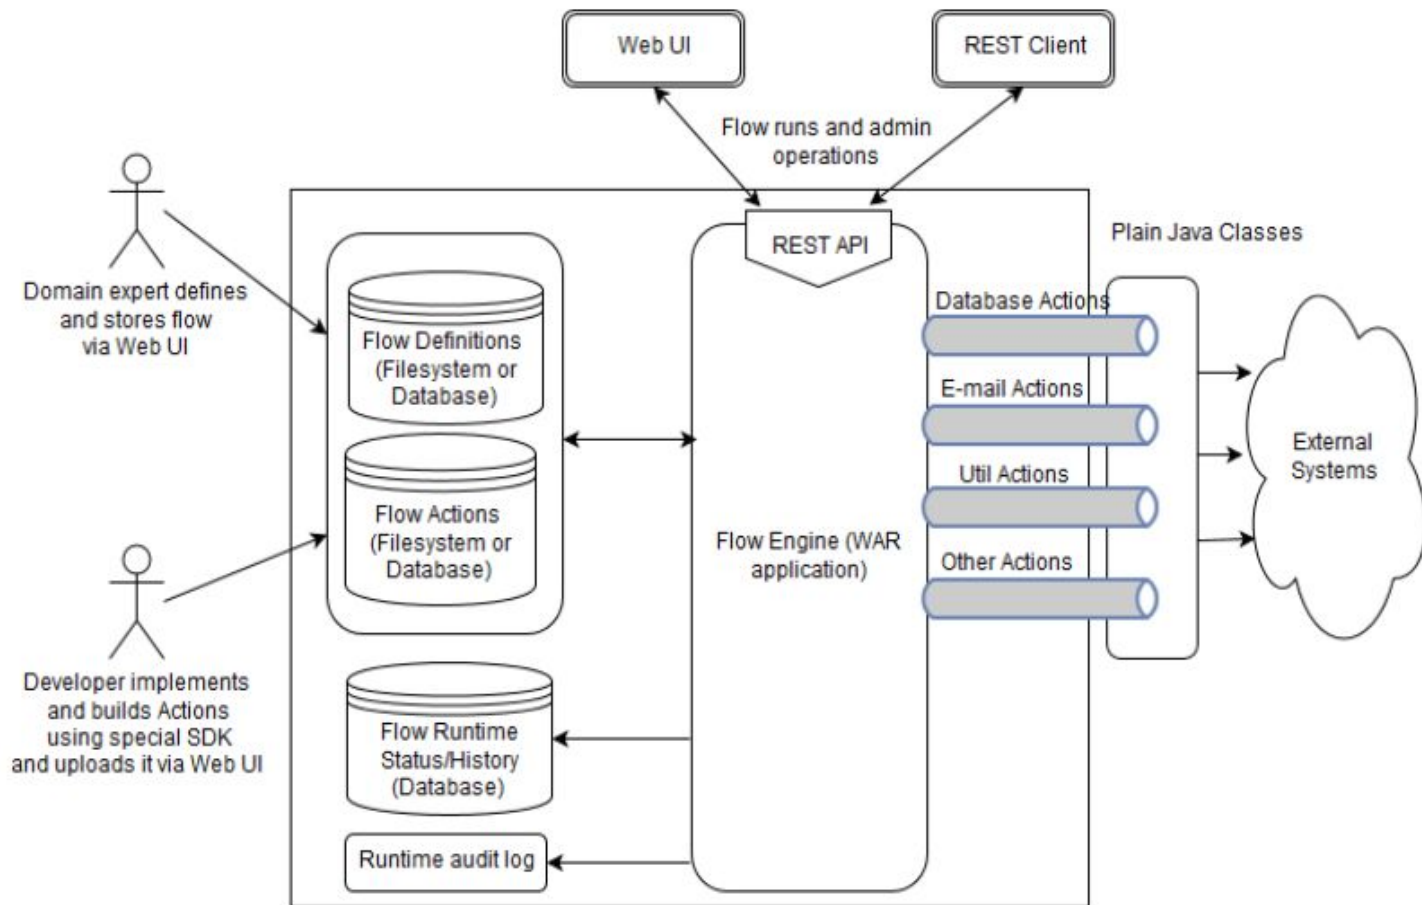 Web UI
REST Client
Flow runs and admin
operations
REST API
Plain Java Classes
Domain expert defines
and stores flow
via Web UI
Flow Definitions
(Filesystem or
Database)
Database Actions
E-mail Actions
Util Actions
Other Actions
External
Systems
Flow Actions
(Filesystem or
Database)
Flow Engine (WAR
application)
Developer implements
and builds Actions
using special SDK
and uploads it via Web UI
Flow Runtime
Status/History
(Database)
Runtime audit log